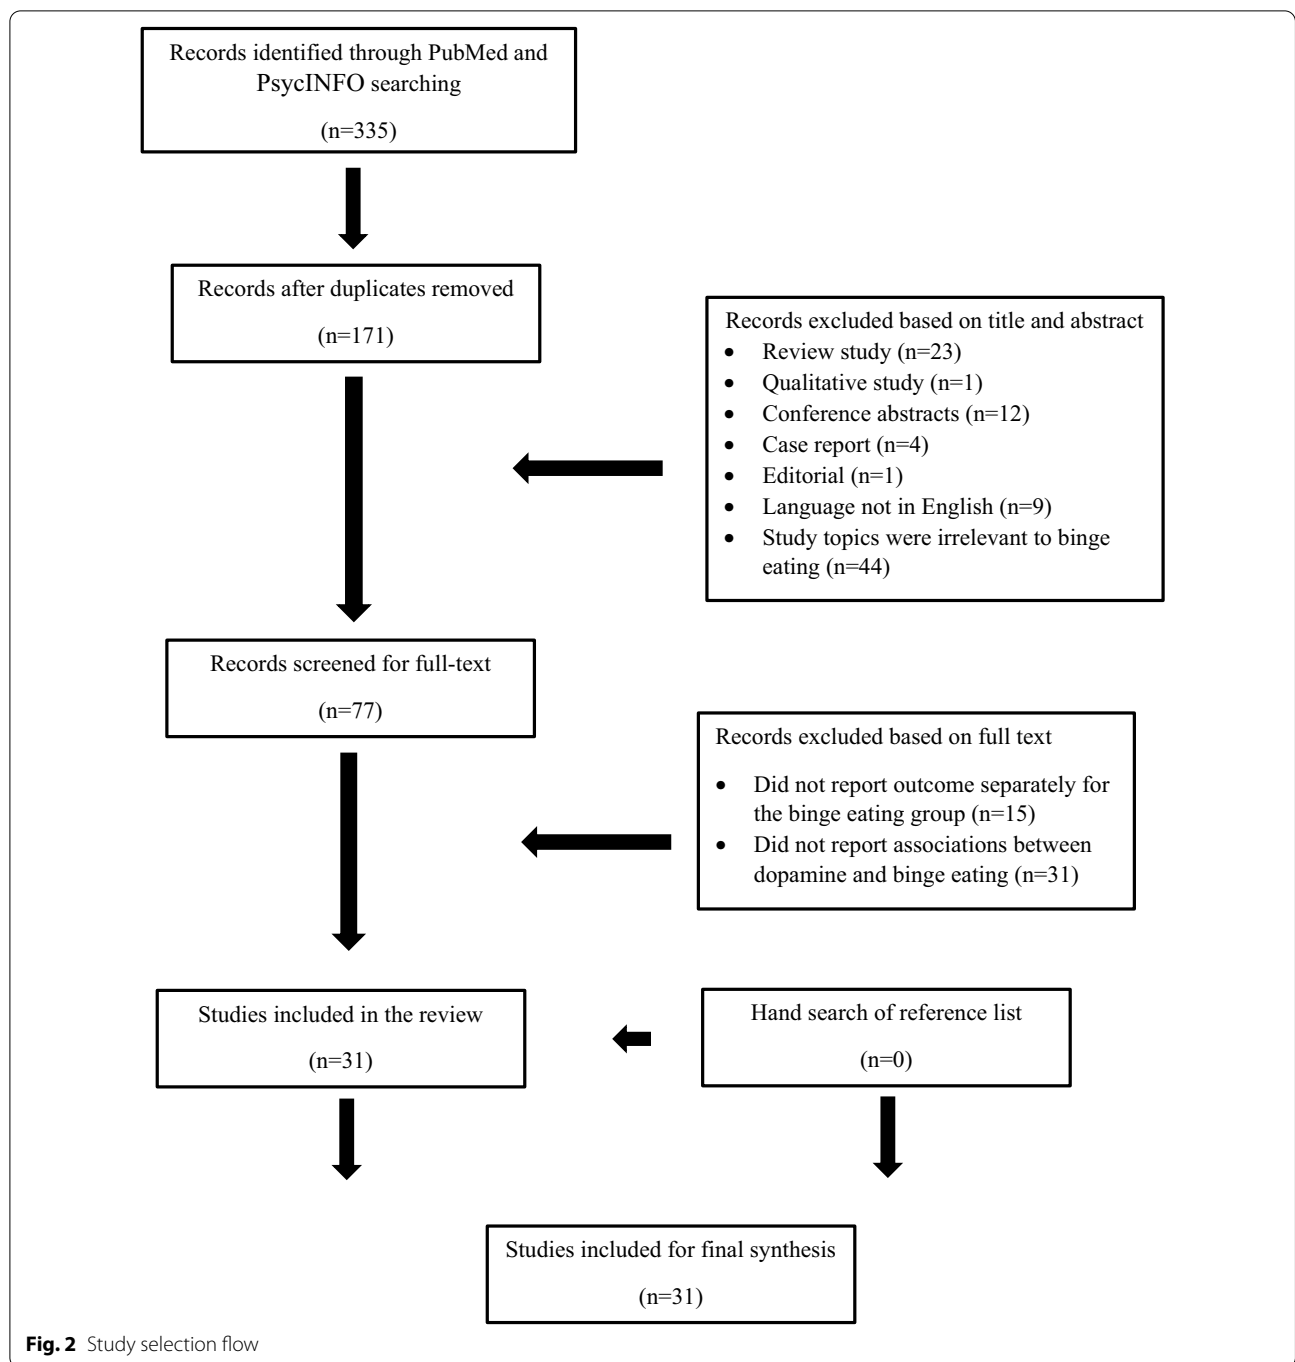 Records identified through PubMed and
PsycINFO searching
(n=335)
Records after duplicates removed
(n=171)
Records excluded based on title and abstract
• Review study (n=23)
• Qualitative study (n=1)
• Conference abstracts (n=12)
• Case report (n=4)
• Editorial (n=1)
• Language not in English (n=9)
• Study topics were irrelevant to binge
eating (n=44)
Records screened for full-text
(n=77)
Records excluded based on full text
• Did not report outcome separately for
the binge eating group (n=15)
• Did not report associations between
dopamine and binge eating (n=31)
Studies included in the review
(n=31)
Hand search of reference list
(n=0)
Studies included for final synthesis
(n=31)
Fig. 2 Study selection flow